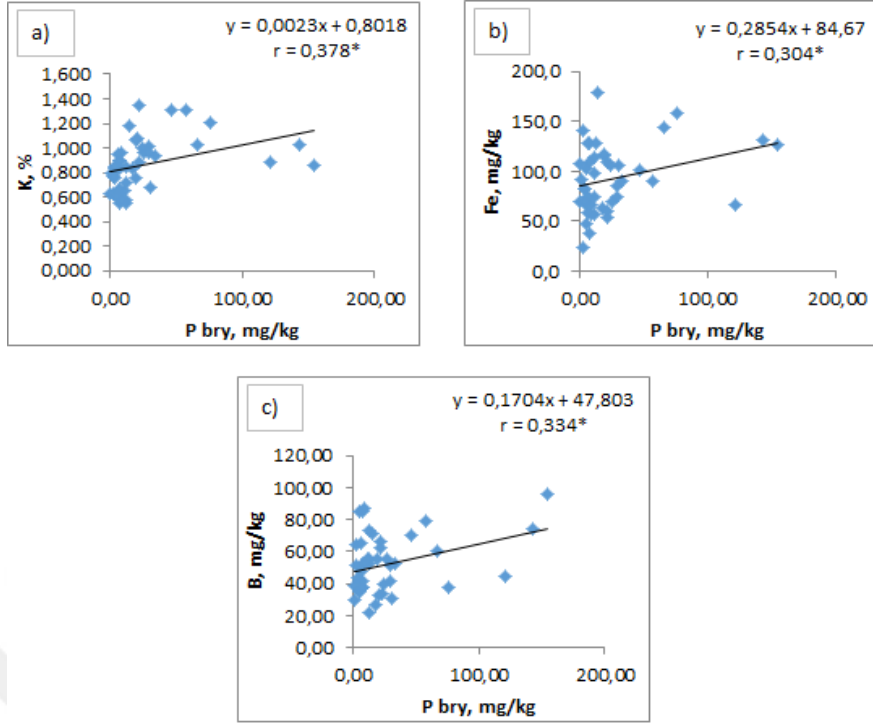 a)
y = 0,0023x + 0,8018
r = 0,378*
1,600
1,400
1,200
1,000
0,800
0,600
0,400
0,200
0,000
K, %
0,00 100,00 200,00
P bry, mg/kg
b)
y = 0,2854x + 84,67
r = 0,304*
200,0
150,0
100,0
50,0
0,0
Fe, mg/kg
0,00 100,00 200,00
P bry, mg/kg
c)
y = 0,1704x + 47,803
r = 0,334*
120,00
100,00
80,00
60,00
40,00
20,00
0,00
B, mg/kg
0,00 100,00 200,00
P bry, mg/kg